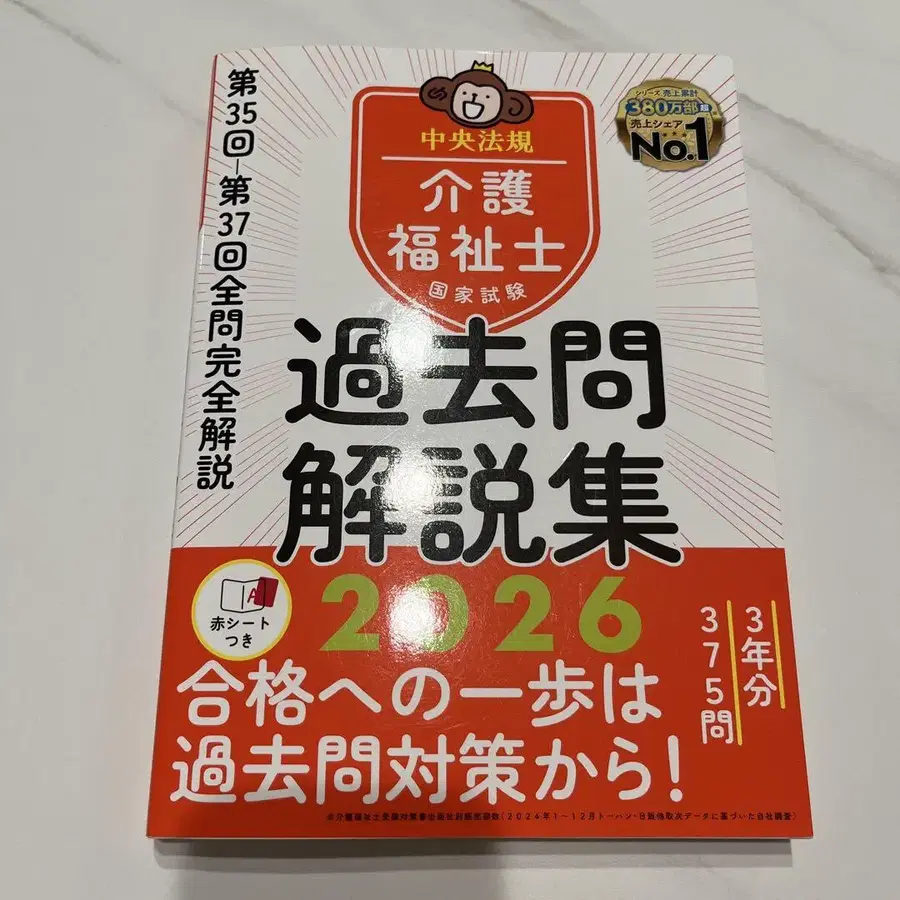 第35回-第37回全問完全解説
中央法規
介護
福祉士
国家試験
シリーズ 売上累計
380万部超
売上シェア
No.1
過去問
解説集
2026
赤シート
つき
3年分
375問
合格への一歩は
過去問対策から!